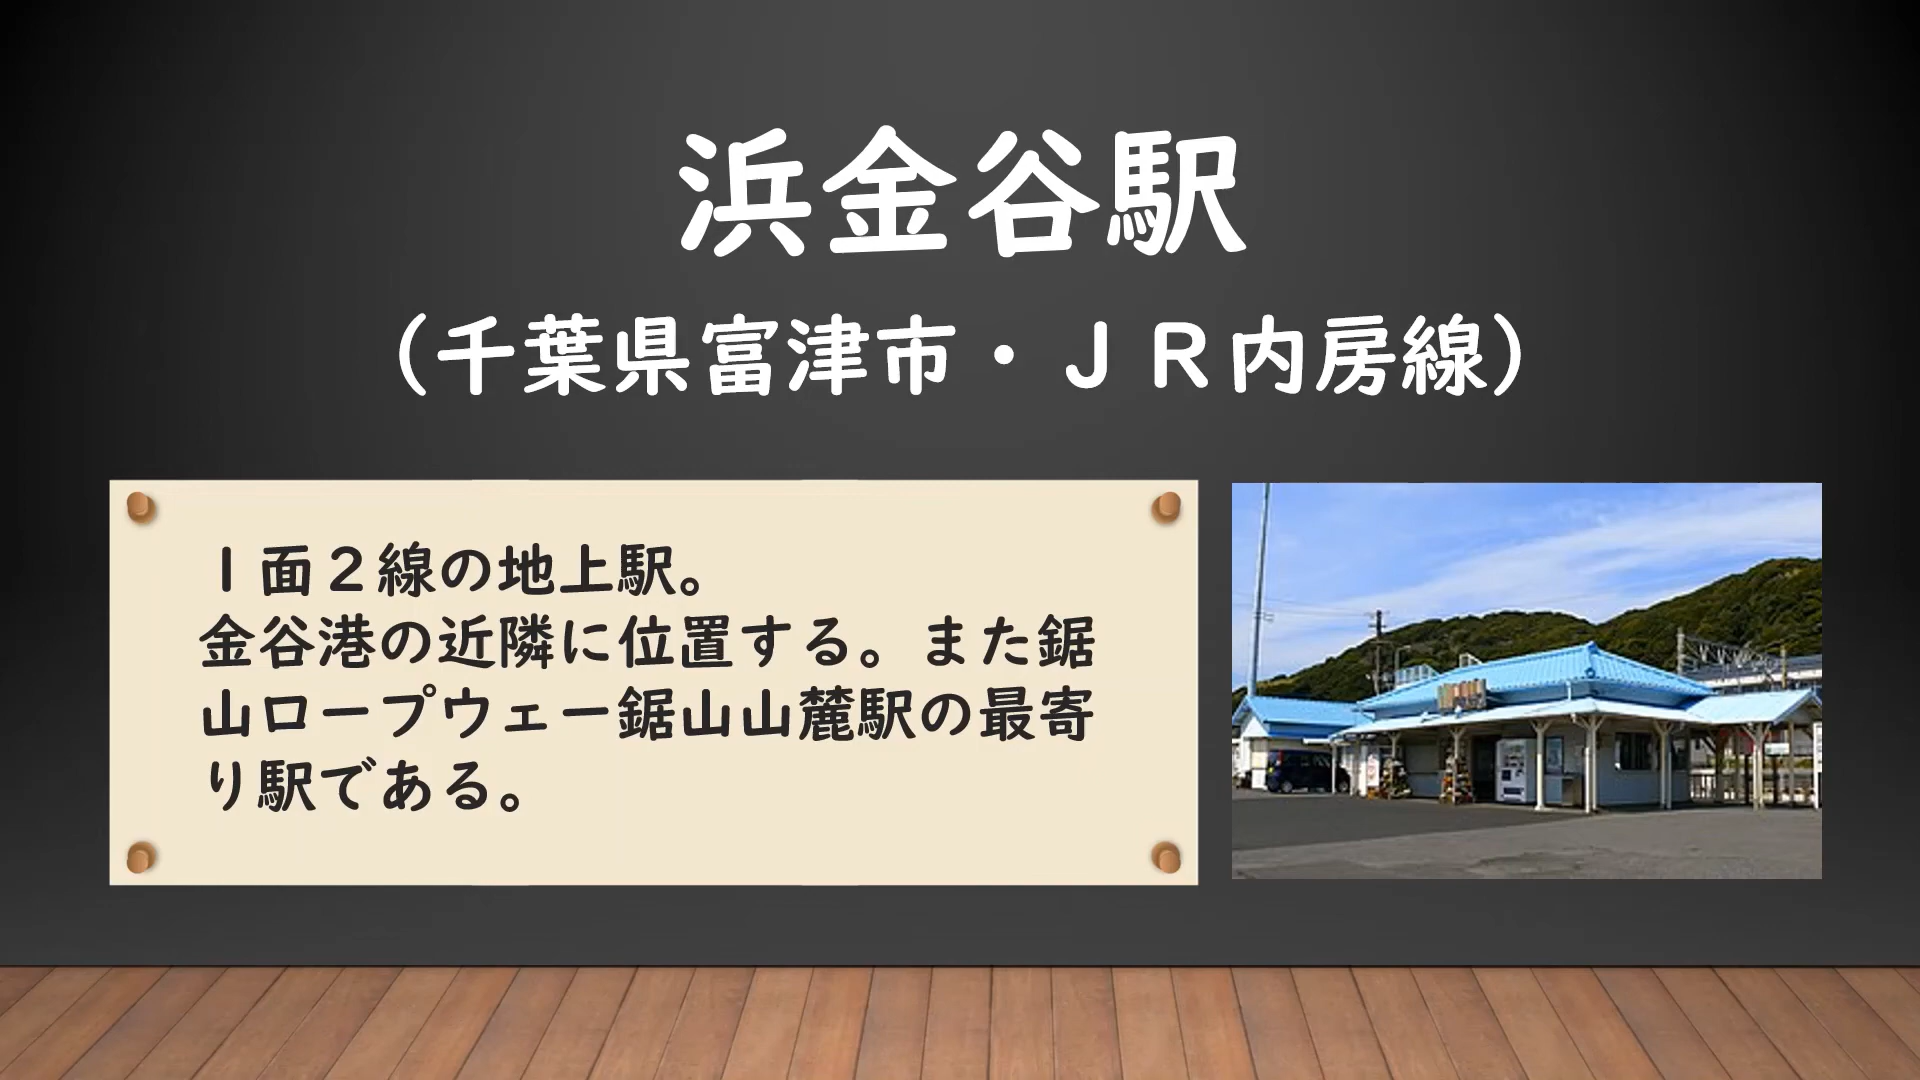 浜金谷駅
（千葉県富津市・ＪＲ内房線）
１面２線の地上駅。
金谷港の近隣に位置する。また鋸
山ロープウェー鋸山山麓駅の最寄
り駅である。